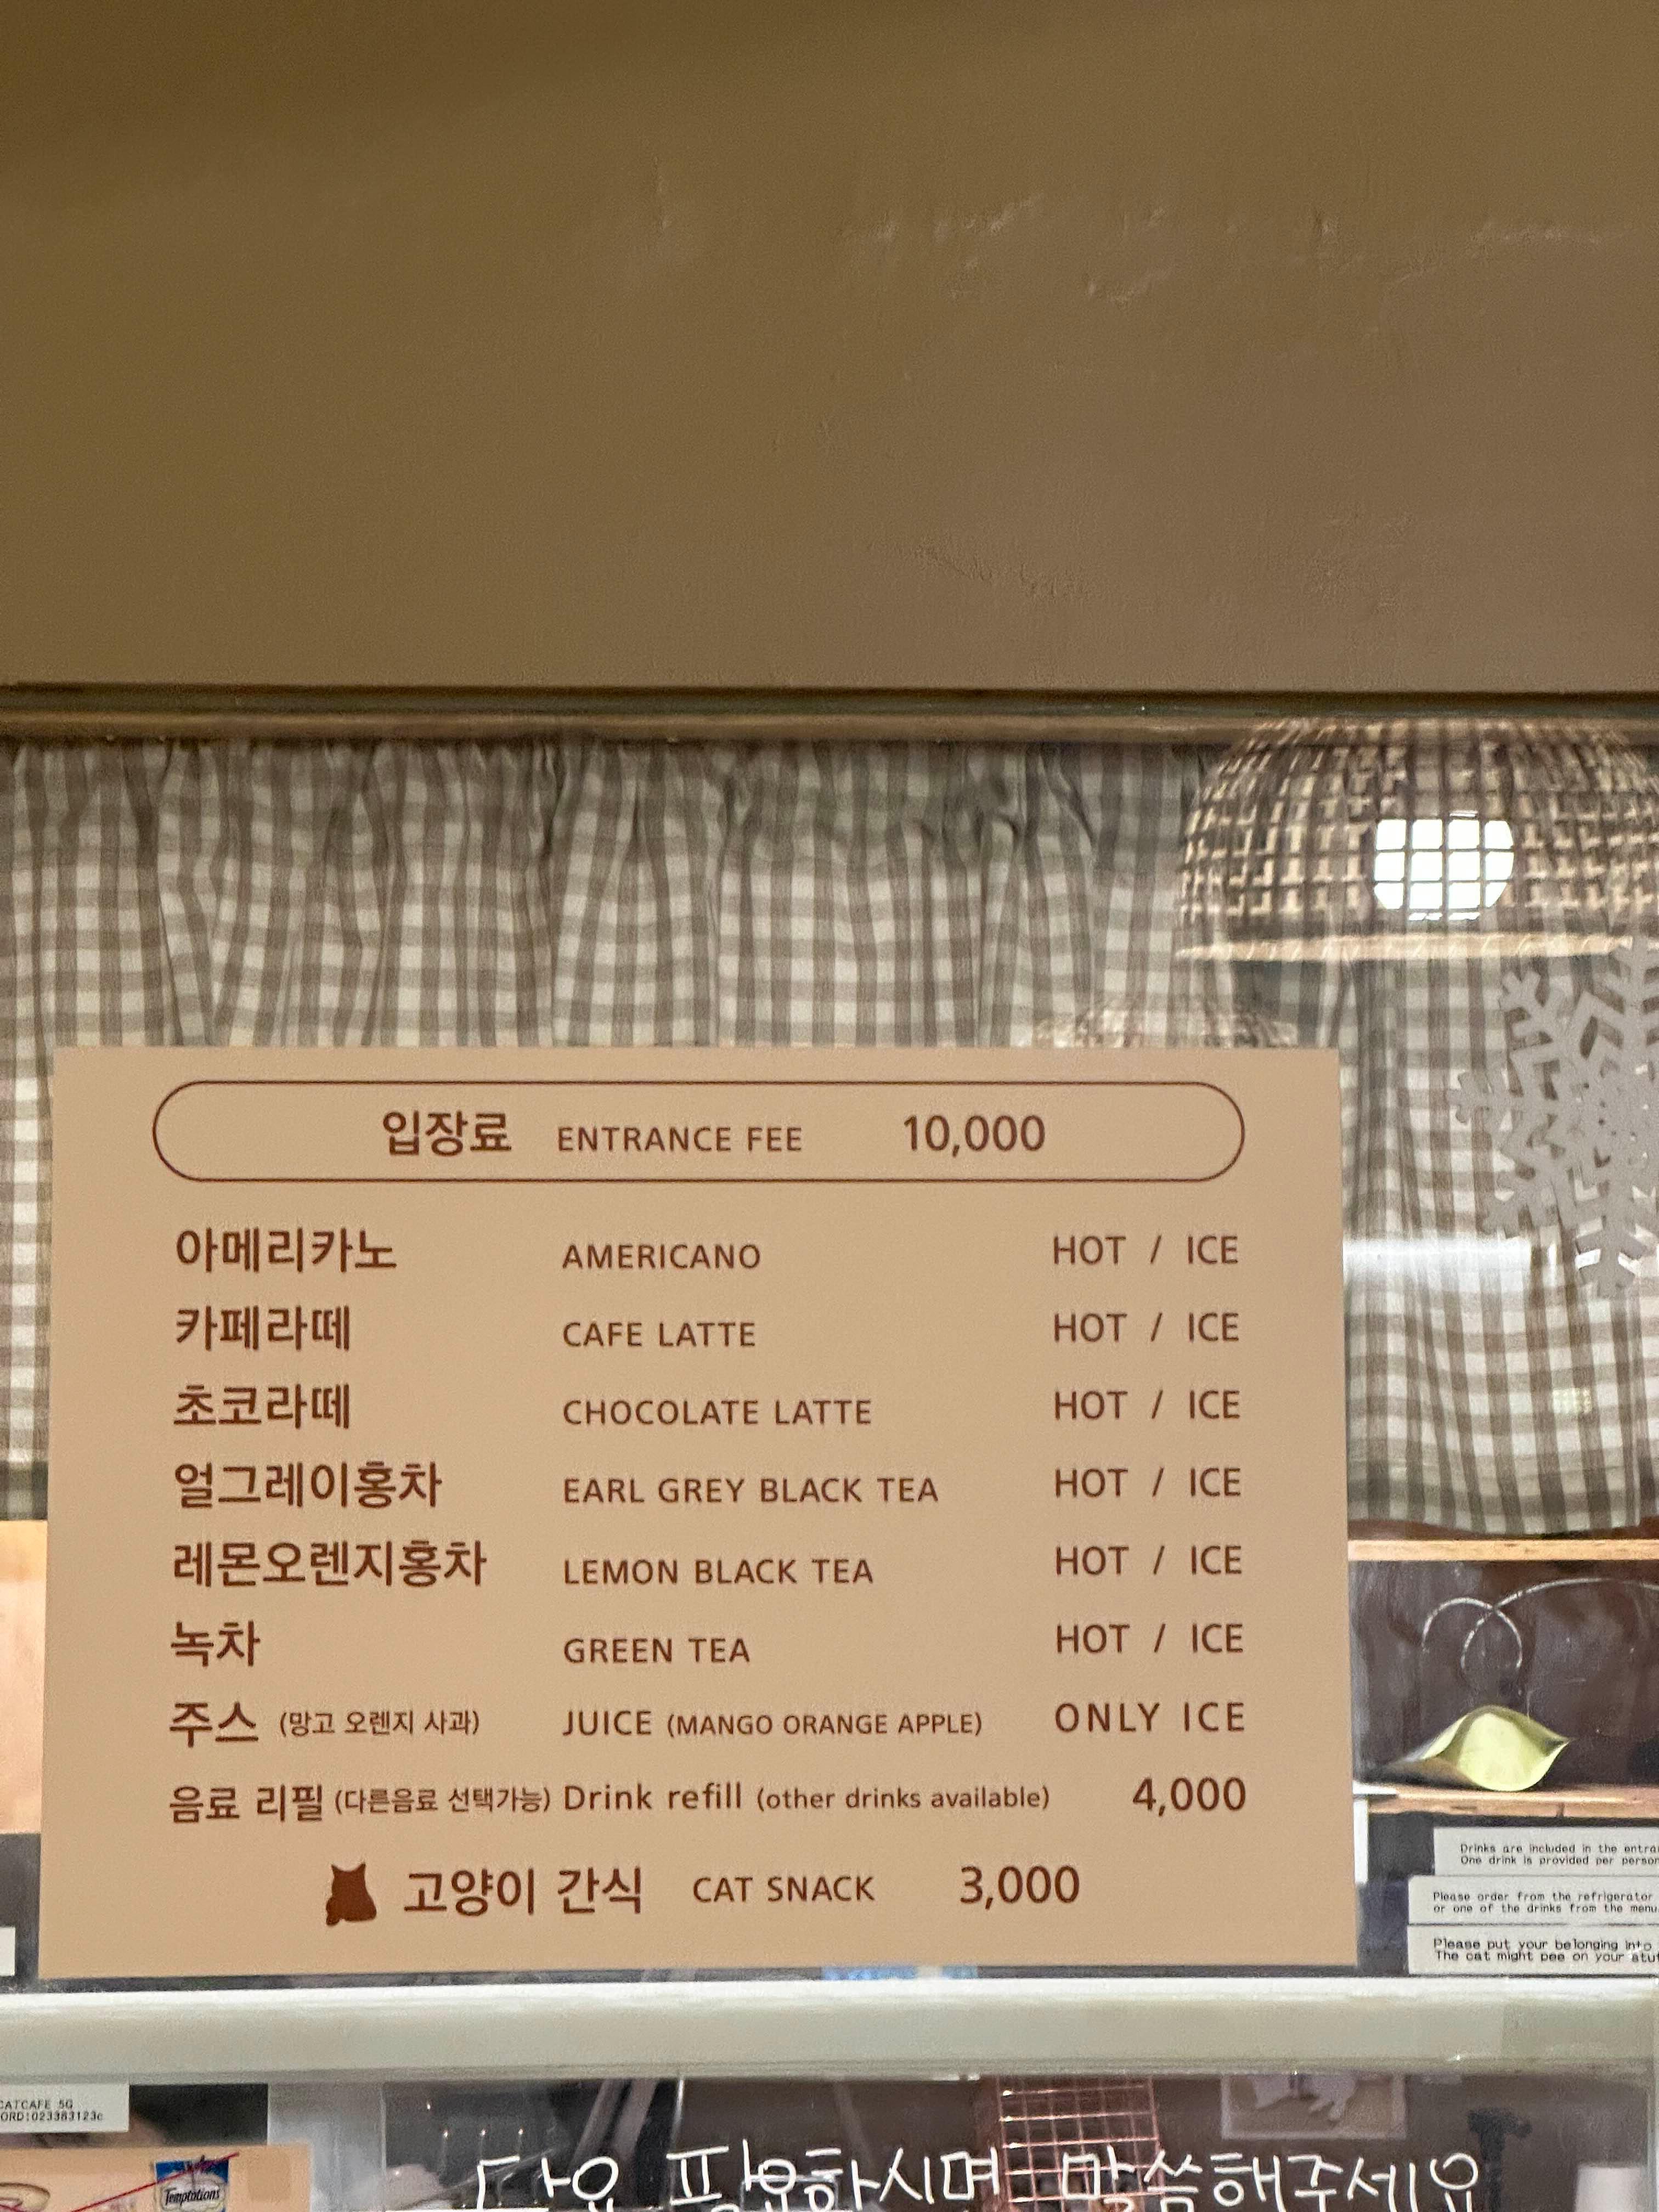 입장료 ENTRANCE FEE 10,000
아메리카노 AMERICANO HOT / ICE
카페라떼 CAFE LATTE HOT / ICE
초코라떼 CHOCOLATE LATTE HOT / ICE
얼그레이홍차 EARL GREY BLACK TEA HOT / ICE
레몬오렌지홍차 LEMON BLACK TEA HOT / ICE
녹차 GREEN TEA HOT / ICE
주스 (망고 오렌지 사과) JUICE (MANGO ORANGE APPLE) ONLY ICE
음료 리필 (다른음료 선택가능) Drink refill (other drinks available) 4,000
고양이 간식 CAT SNACK 3,000
Drinks are included in the
One drink is provided per person
Please order from the refrigerator
or one of the drinks from the menu
Please put your belonging into
The cat might pee on your
CATCAFE 5G
Temptations
필요하시면 말씀해주세요